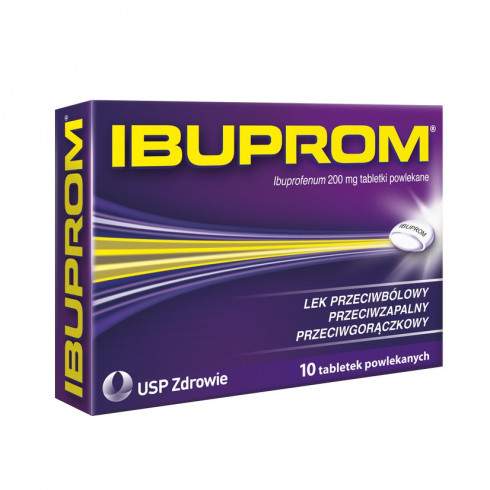 IBUPROM®
Ibuprofenum 200 mg tabletki powlekane
IBUPROM
LEK PRZECIWBÓLOWY
PRZECIWZAPALNY
PRZECIWGORĄCZKOWY
10 tabletek powlekanych
USP Zdrowie
IBUPROM